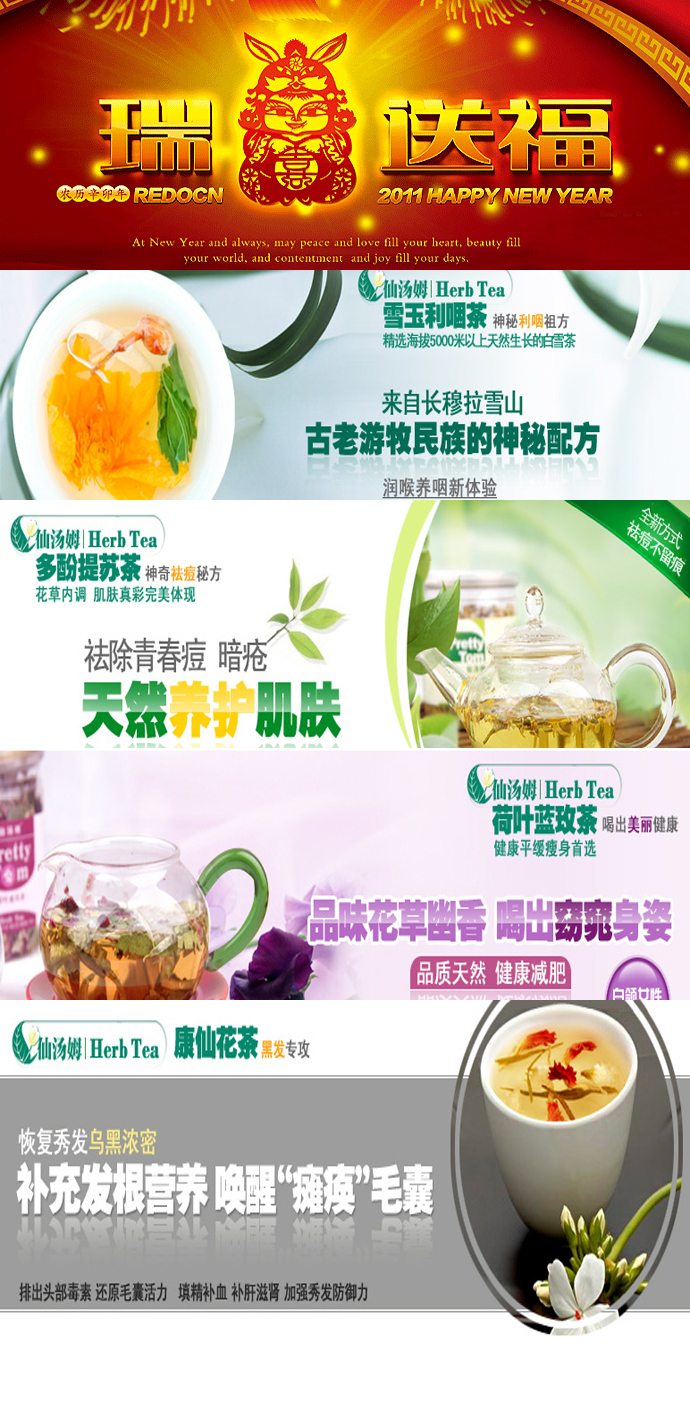 瑞 送福
农历辛卯年 REDOCN 2011 HAPPY NEW YEAR
喜
At New Year and always, may peace and love fill your heart, beauty fill
your world, and contentment and joy fill your days.
仙汤姆|Herb Tea
雪玉利咽茶 神秘利咽祖方
精选海拔5000米以上天然生长的白雪茶
来自长穆拉雪山
古老游牧民族的神秘配方
润喉养咽新体验
仙汤姆|Herb Tea
多酚提苏茶 神奇祛痘秘方
花草内调 肌肤真彩完美体现
祛除青春痘 暗疮
天然养护肌肤
全新方式
祛痘不留痕
Pretty
Tom
仙汤姆|Herb Tea
荷叶蓝玫茶 喝出美丽健康
健康平缓瘦身首选
品味花草幽香 喝出窈窕身姿
品质天然 健康减肥
白领女性
仙汤姆|Herb Tea 康仙花茶 黑发专攻
恢复秀发乌黑浓密
补充发根营养 唤醒“瘫痪”毛囊
排出头部毒素 还原毛囊活力 填精补血 补肝滋肾 加强秀发防御力